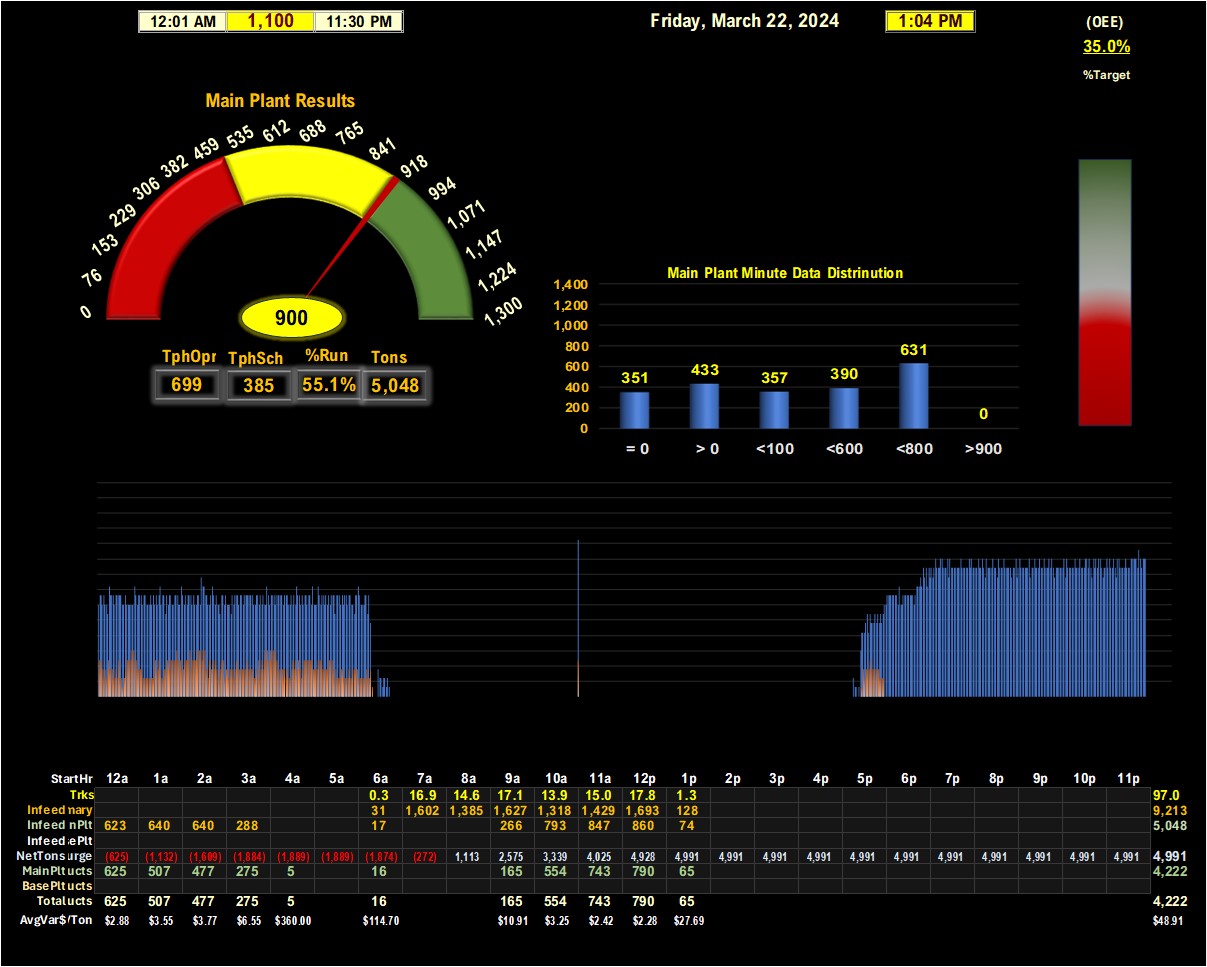 12:01 AM 1,100 11:30 PM
Friday, March 22, 2024 1:04 PM
(OEE)
35.0%
%Target
Main Plant Results
0 76 153 229 306 382 459 535 612 688 765 841 918 994 1,071 1,147 1,224 1,300
900
TphOpr TphSch %Run Tons
699 385 55.1% 5,048
Main Plant Minute Data Distrinution
1,400
1,200
1,000
800
600
400
200
0
351 433 357 390 631 0
= 0 > 0 <100 <600 <800 >900
StartHr 12a 1a 2a 3a 4a 5a 6a 7a 8a 9a 10a 11a 12p 1p 2p 3p 4p 5p 6p 7p 8p 9p 10p 11p
Trks 0.3 16.9 14.6 17.1 13.9 15.0 17.8 1.3 97.0
Infeed nary 31 1,602 1,385 1,627 1,318 1,429 1,693 128 9,213
Infeed nPlt 623 640 640 288 17 266 793 847 860 74 5,048
Infeed ePlt
NetTons urge (625) (1,132) (1,609) (1,884) (1,889) (1,889) (1,874) (272) 1,113 2,575 3,339 4,025 4,928 4,991 4,991 4,991 4,991 4,991 4,991 4,991 4,991 4,991 4,991 4,991 4,991
MainPlt ucts 625 507 477 275 5 16 165 554 743 790 65 4,222
BasePlt ucts
Total ucts 625 507 477 275 5 16 165 554 743 790 65 4,222
AvgVar$/Ton $2.88 $3.55 $3.77 $6.55 $360.00 $114.70 $10.91 $3.25 $2.42 $2.28 $27.69 $48.91